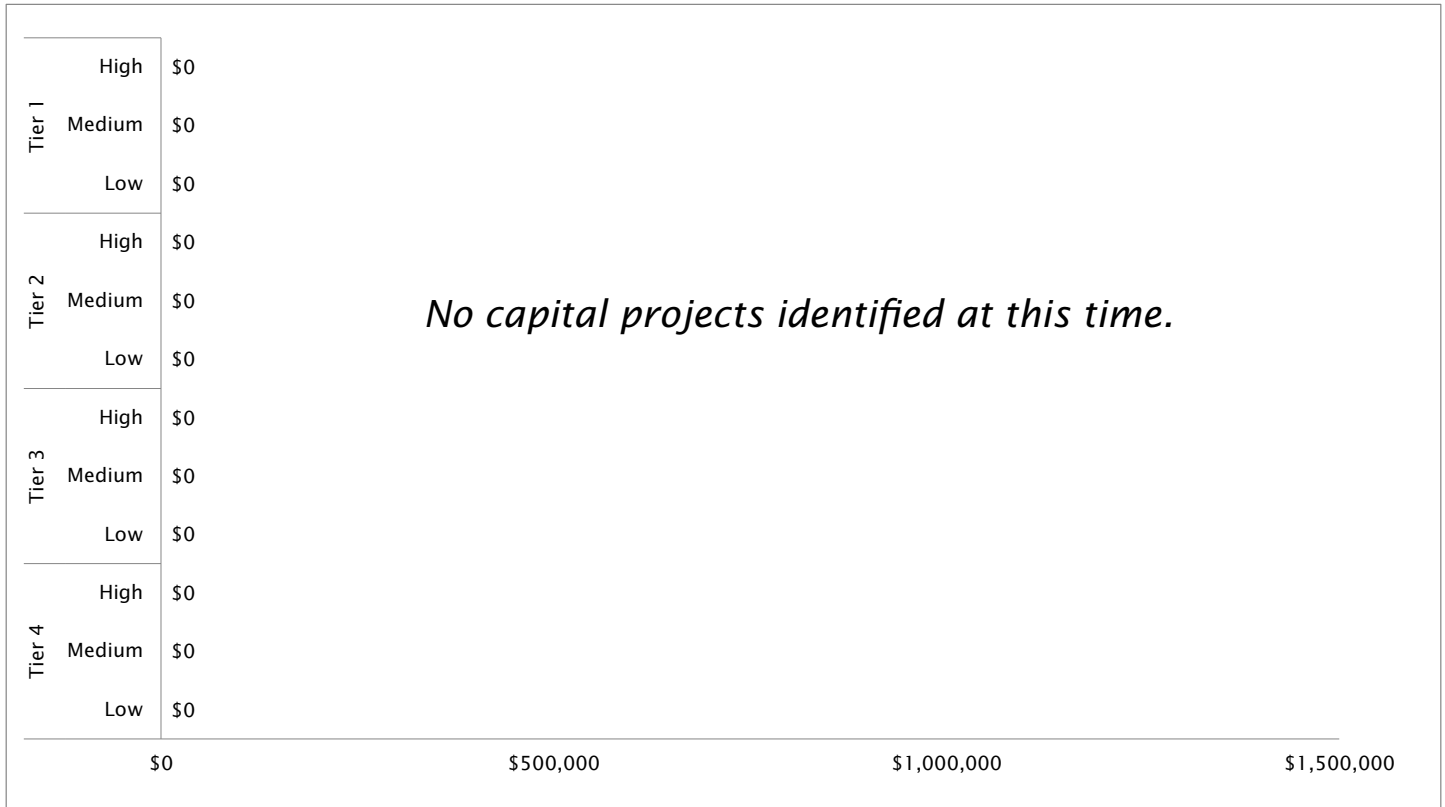 Tier 1
High $0
Medium $0
Low $0
Tier 2
High $0
Medium $0
Low $0
No capital projects identified at this time.
Tier 3
High $0
Medium $0
Low $0
Tier 4
High $0
Medium $0
Low $0
$0 $500,000 $1,000,000 $1,500,000